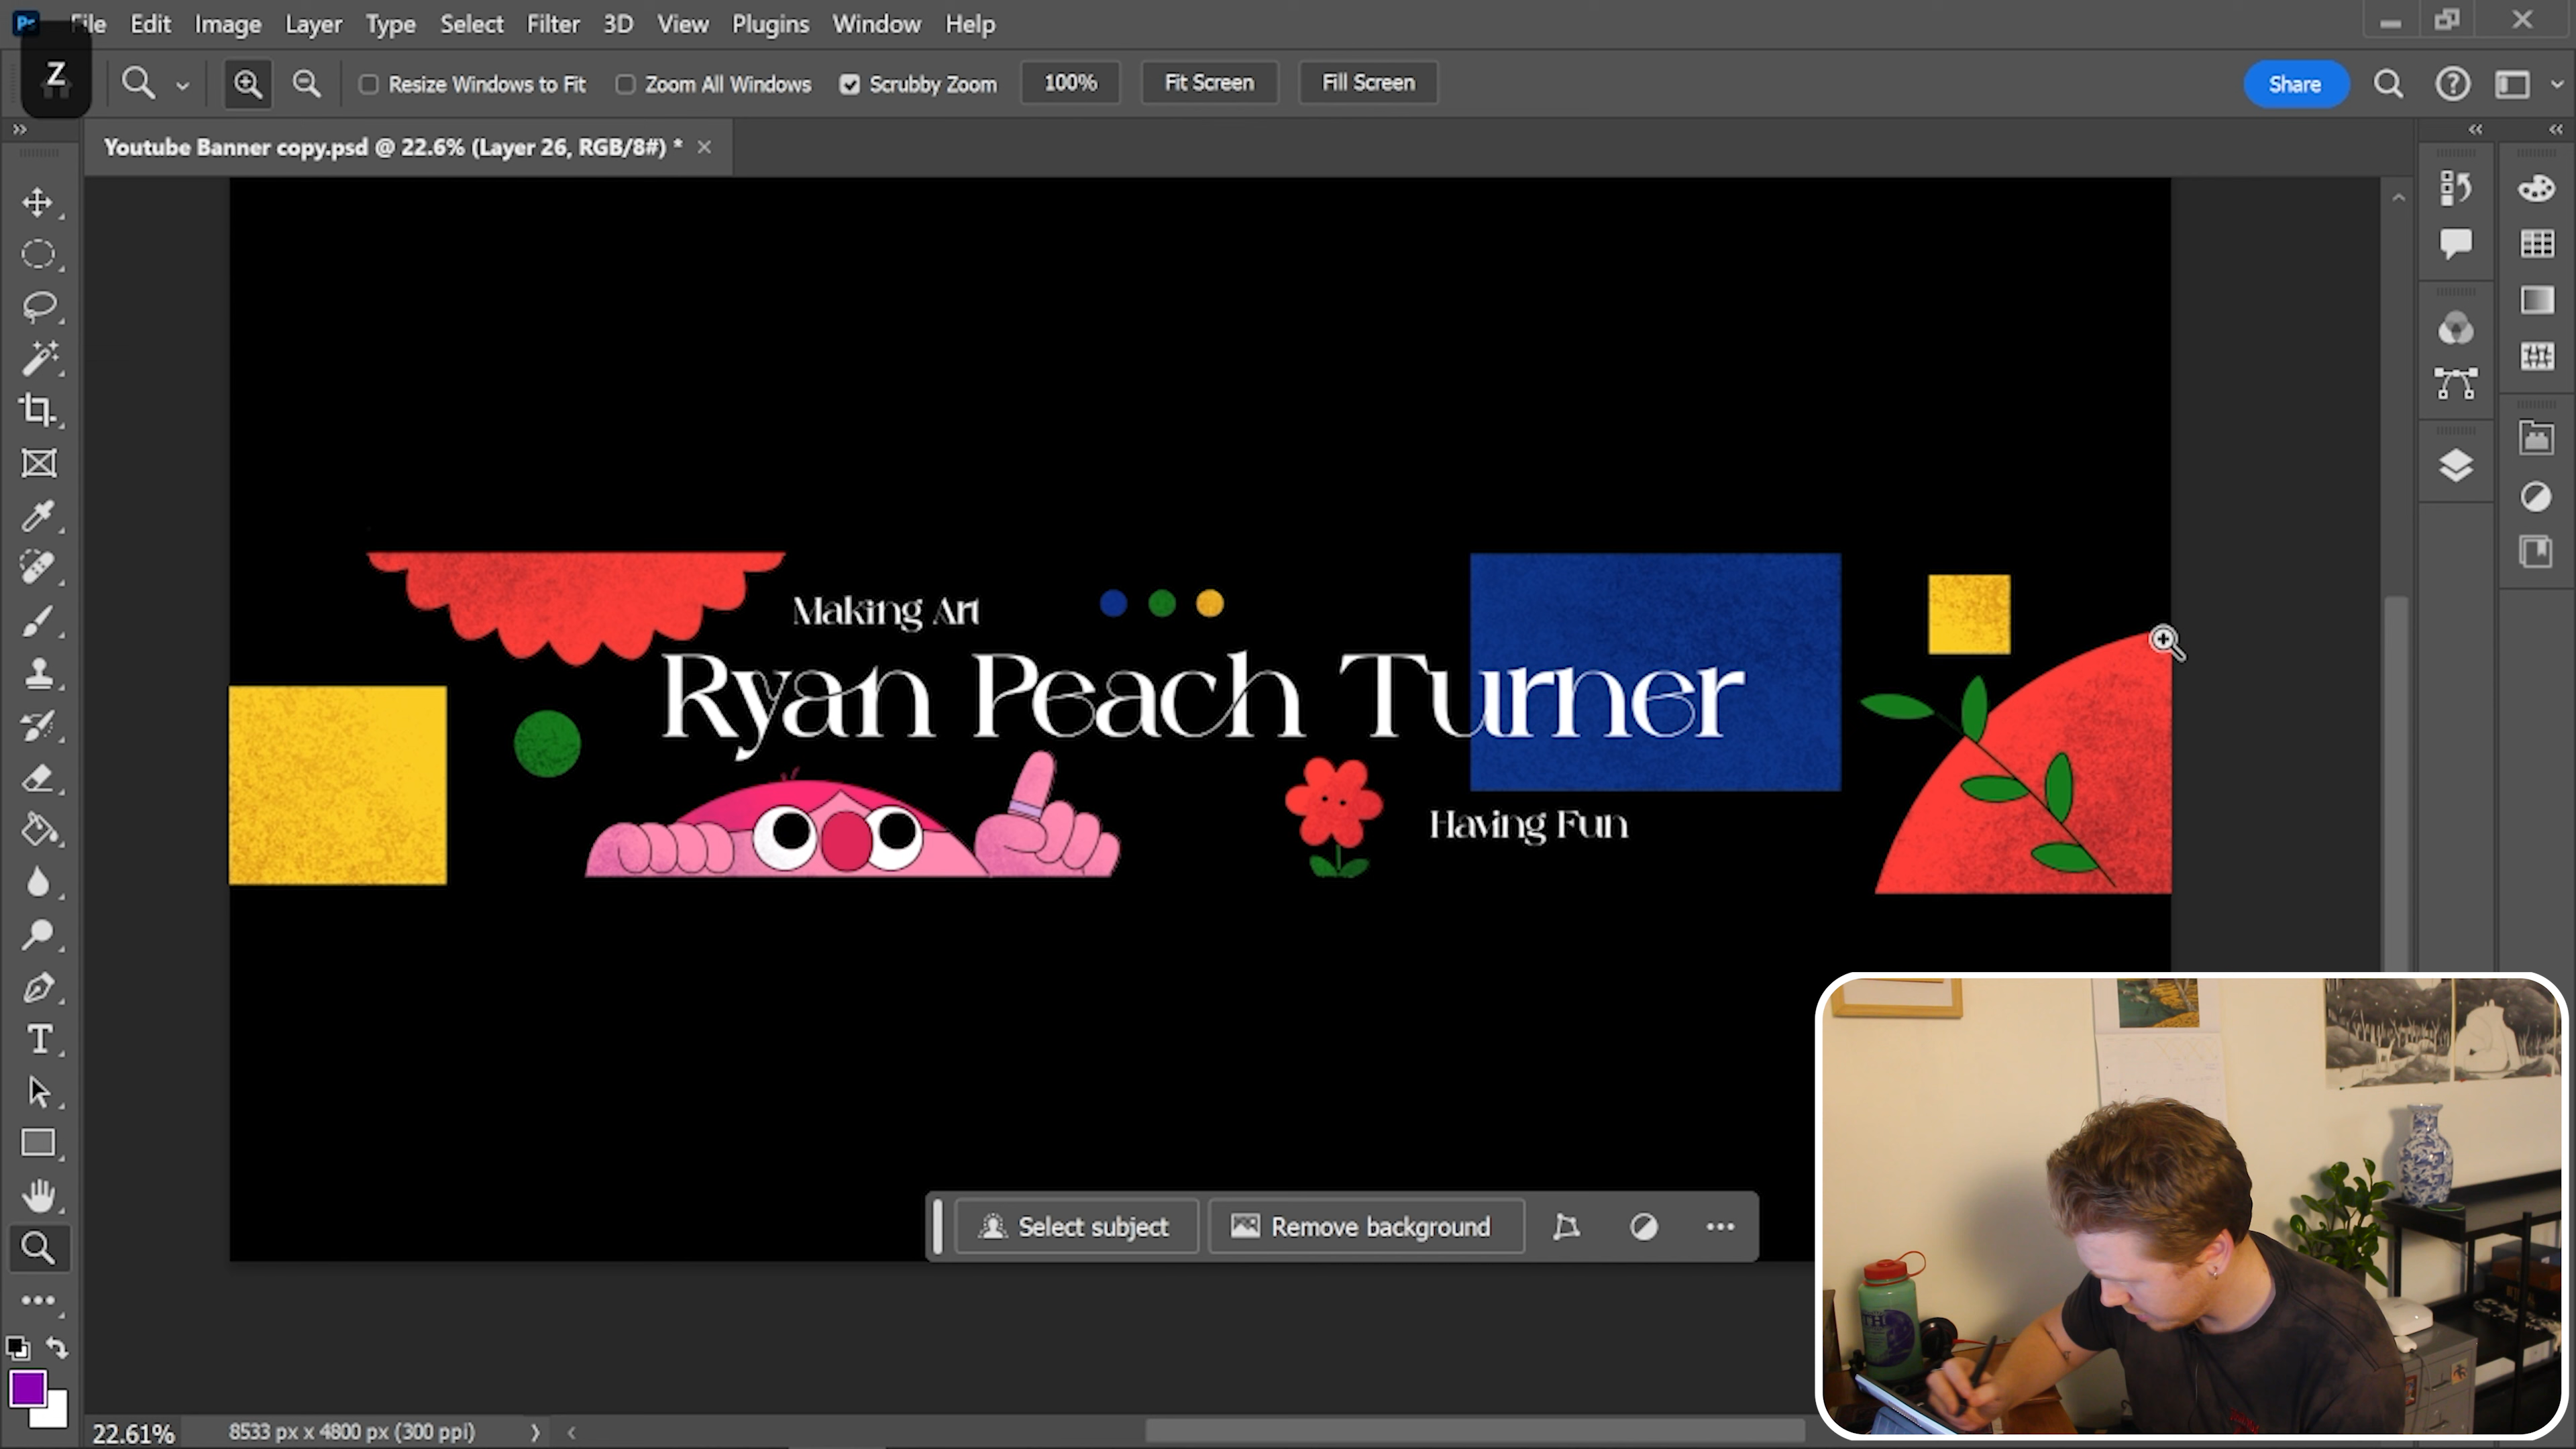 Ps File Edit Image Layer Type Select Filter 3D View Plugins Window Help
Z
Resize Windows to Fit Zoom All Windows Scrubby Zoom 100% Fit Screen Fill Screen Share
Youtube Banner copy.psd @ 22.6% (Layer 26, RGB/8#) *
Making Art
Ryan Peach Turner
Having Fun
Select subject Remove background
22.61% 8533 px x 4800 px (300 ppi)